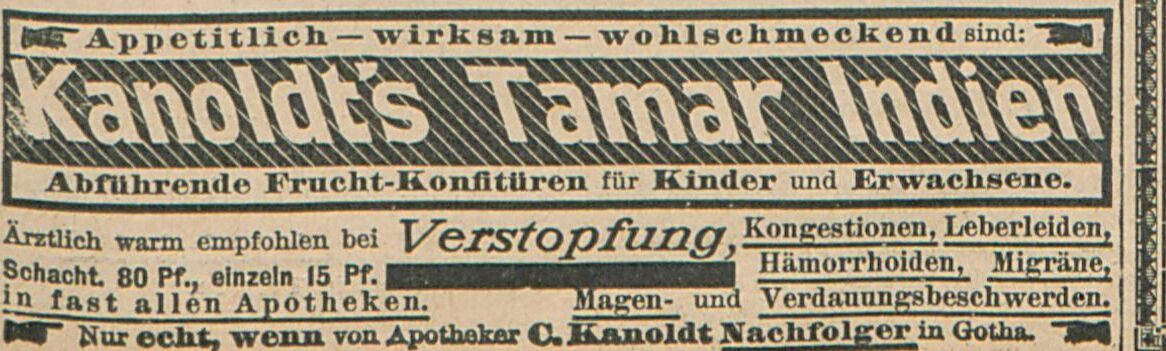 Appetitlich — wirksam — wohlschmeckend sind:
Kanoldt's Tamar Indien
Abführende Frucht-Konfitüren für Kinder und Erwachsene.
Ärztlich warm empfohlen bei Verstopfung, Kongestionen, Leberleiden,
Schacht. 80 Pf., einzeln 15 Pf. Hämorrhoiden, Migräne,
in fast allen Apotheken. Magen- und Verdauungsbeschwerden.
Nur echt, wenn von Apotheker C. Kanoldt Nachfolger in Gotha.